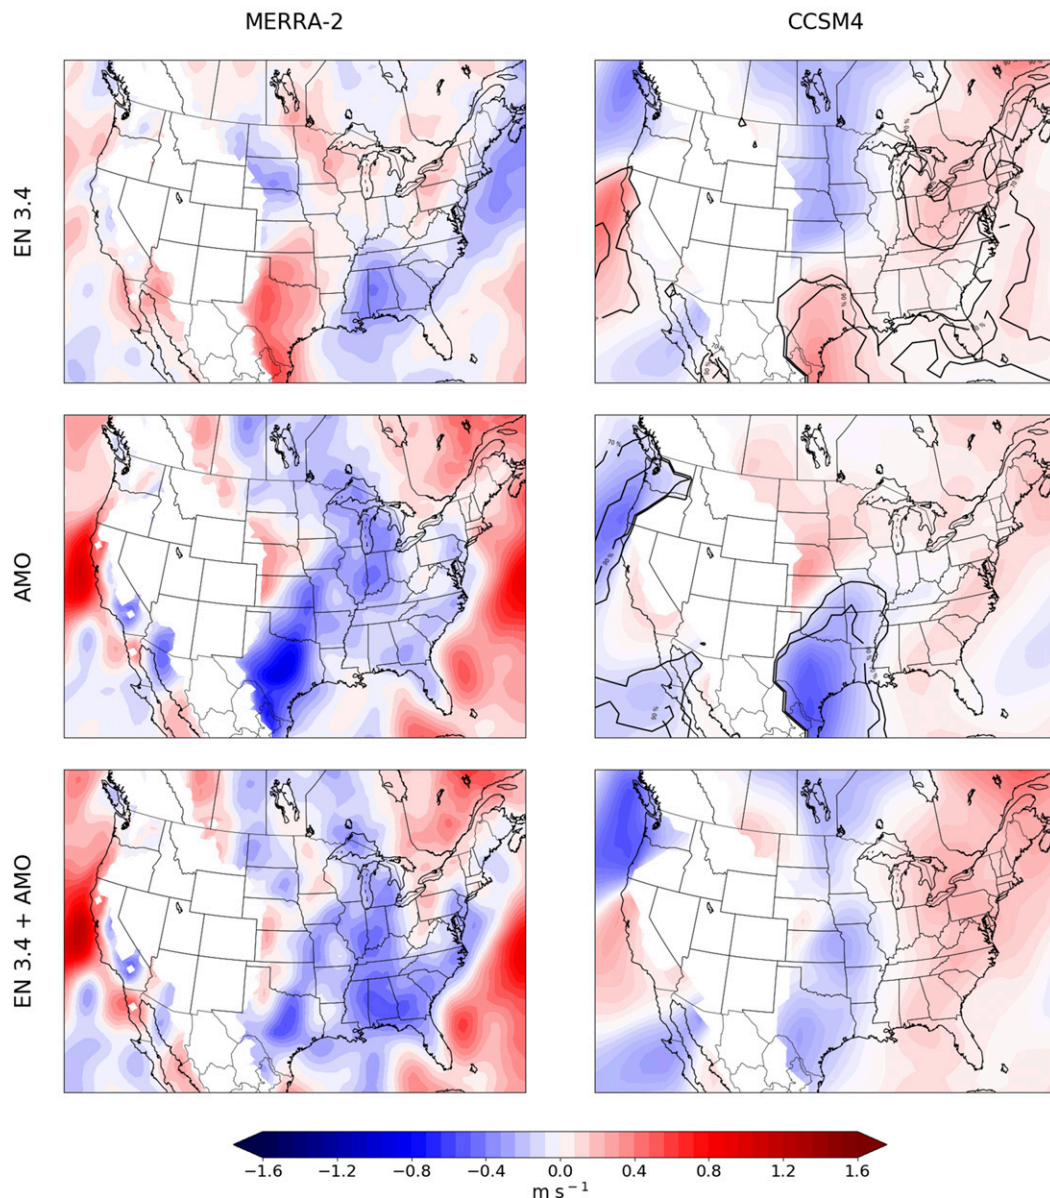 MERRA-2 CCSM4
EN 3.4
AMO
EN 3.4 + AMO
−1.6 −1.2 −0.8 −0.4 0.0 0.4 0.8 1.2 1.6
m s⁻¹